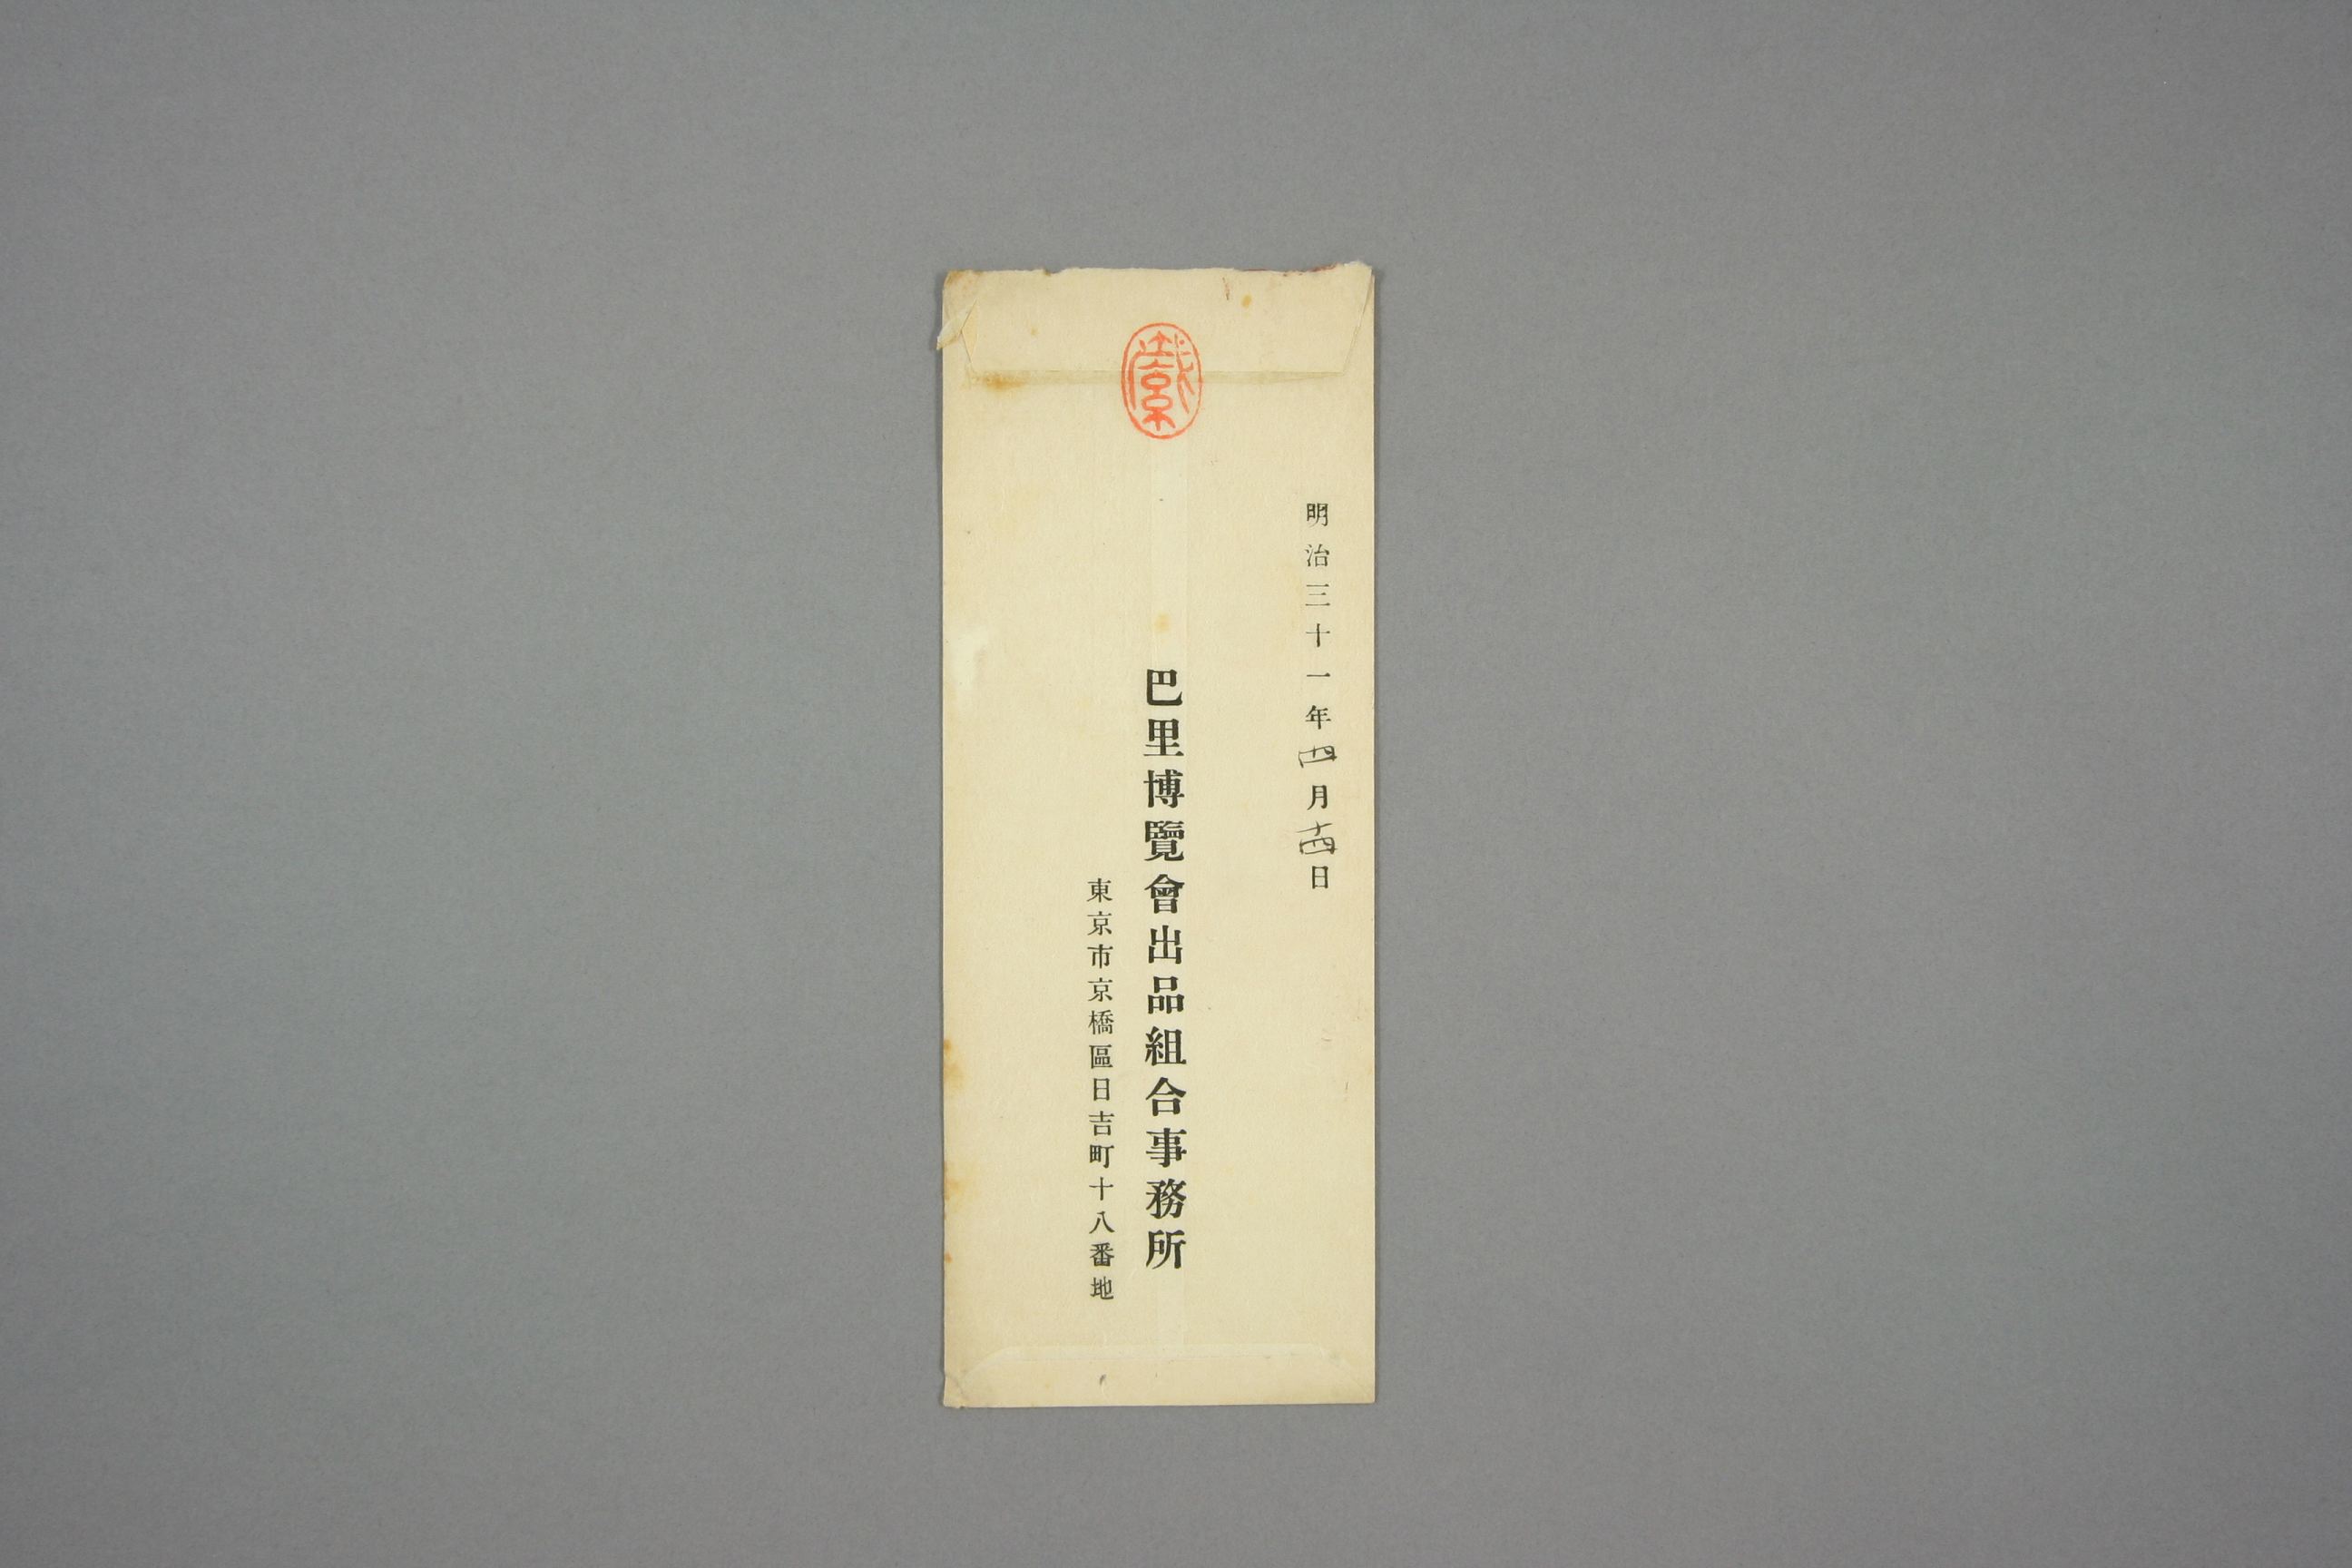 明治三十一年四月十四日
巴里博覽會出品組合事務所
東京市京橋區日吉町十八番地